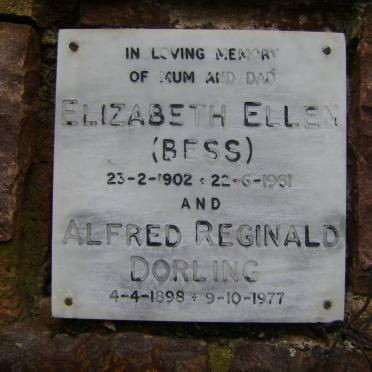 IN LOVING MEMORY
OF MUM AND DAD
ELIZABETH ELLEN
(BESS)
23-2-1902 + 22-6-1961
AND
ALFRED REGINALD
DORLING
4-4-1898 + 9-10-1977